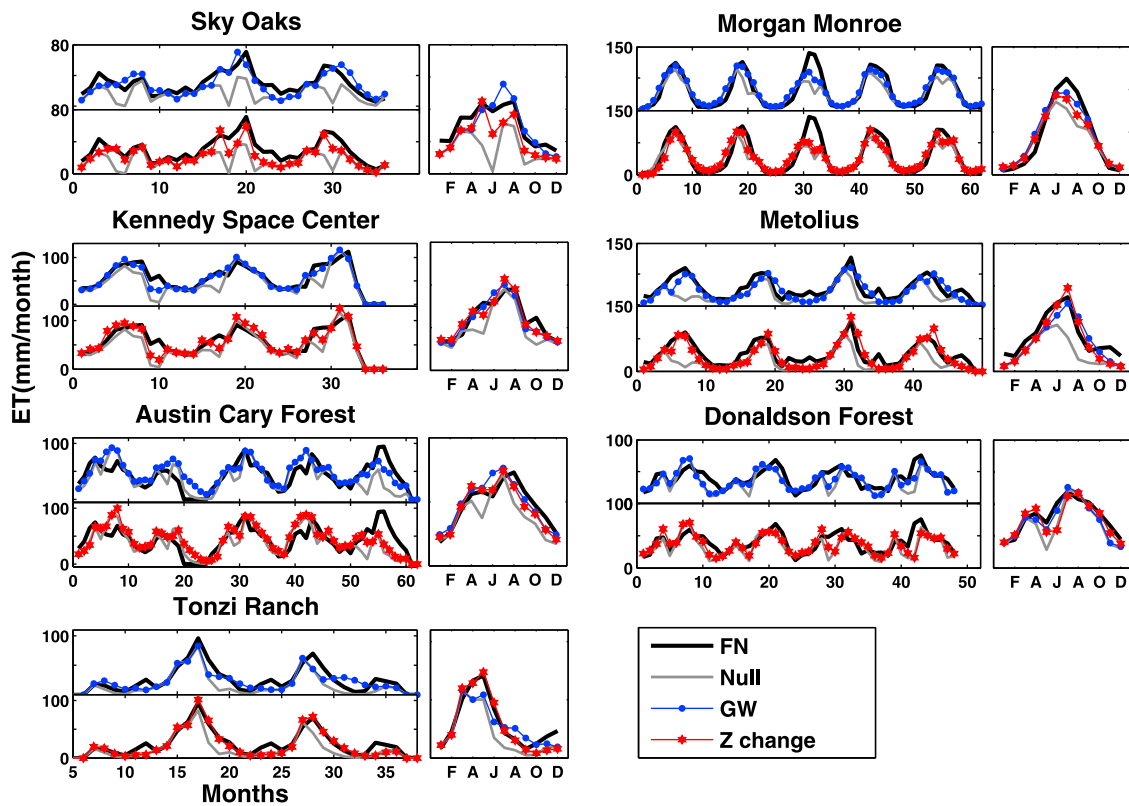 Sky Oaks
Morgan Monroe
80
80
0
0 10 20 30
F A J A O D
150
150
0
0 10 20 30 40 50 60
F A J A O D
Kennedy Space Center
Metolius
100
0
100
0
0 10 20 30 40
F A J A O D
150
150
0
0 10 20 30 40 50
F A J A O D
ET(mm/month)
Austin Cary Forest
Donaldson Forest
100
0
100
0
0 10 20 30 40 50 60
F A J A O D
100
100
0
0 10 20 30 40 50
F A J A O D
Tonzi Ranch
100
0
100
0
5 15 25 35
F A J A O D
Months
FN
Null
GW
Z change